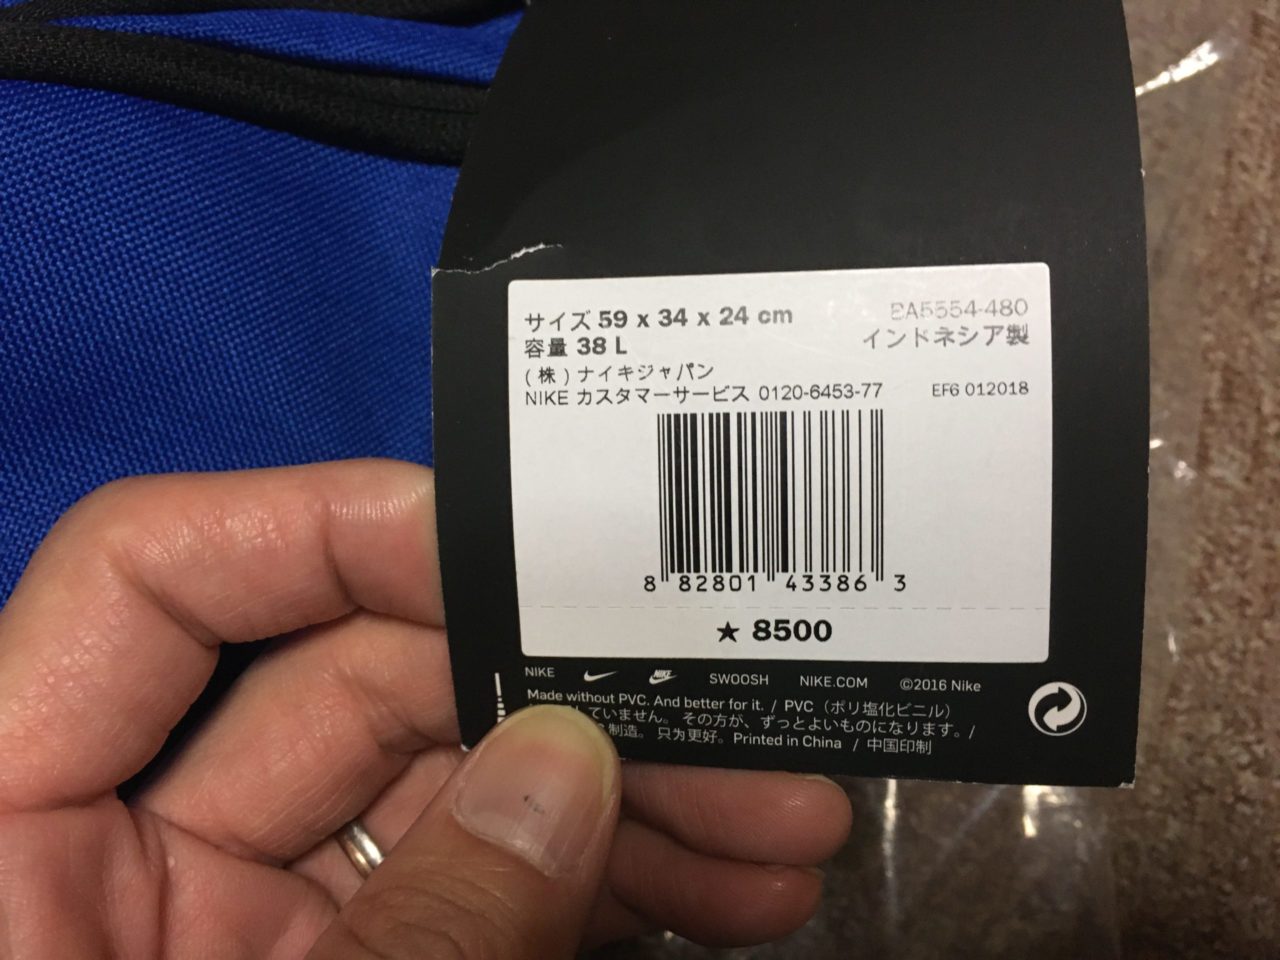 サイズ 59 x 34 x 24 cm
BA5554-480
容量 38 L
インドネシア製
(株)ナイキジャパン
NIKE カスタマーサービス 0120-6453-77
EF6 012018
8 82801 43386 3
★ 8500
NIKE NIKE SWOOSH NIKE.COM ©2016 Nike
Made without PVC. And better for it. / PVC（ポリ塩化ビニル）
していません。その方が、ずっとよいものになります。/
制造。 只为更好。Printed in China / 中国印制